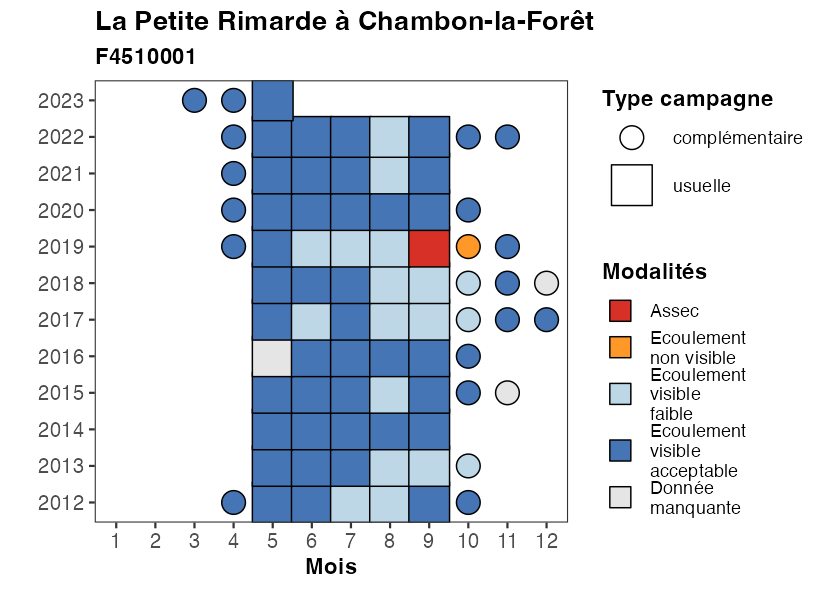 La Petite Rimarde à Chambon-la-Forêt
F4510001
2023
2022
2021
2020
2019
2018
2017
2016
2015
2014
2013
2012
1 2 3 4 5 6 7 8 9 10 11 12
Mois
Type campagne
complémentaire
usuelle
Modalités
Assec
Ecoulement
non visible
Ecoulement
visible
faible
Ecoulement
visible
acceptable
Donnée
manquante